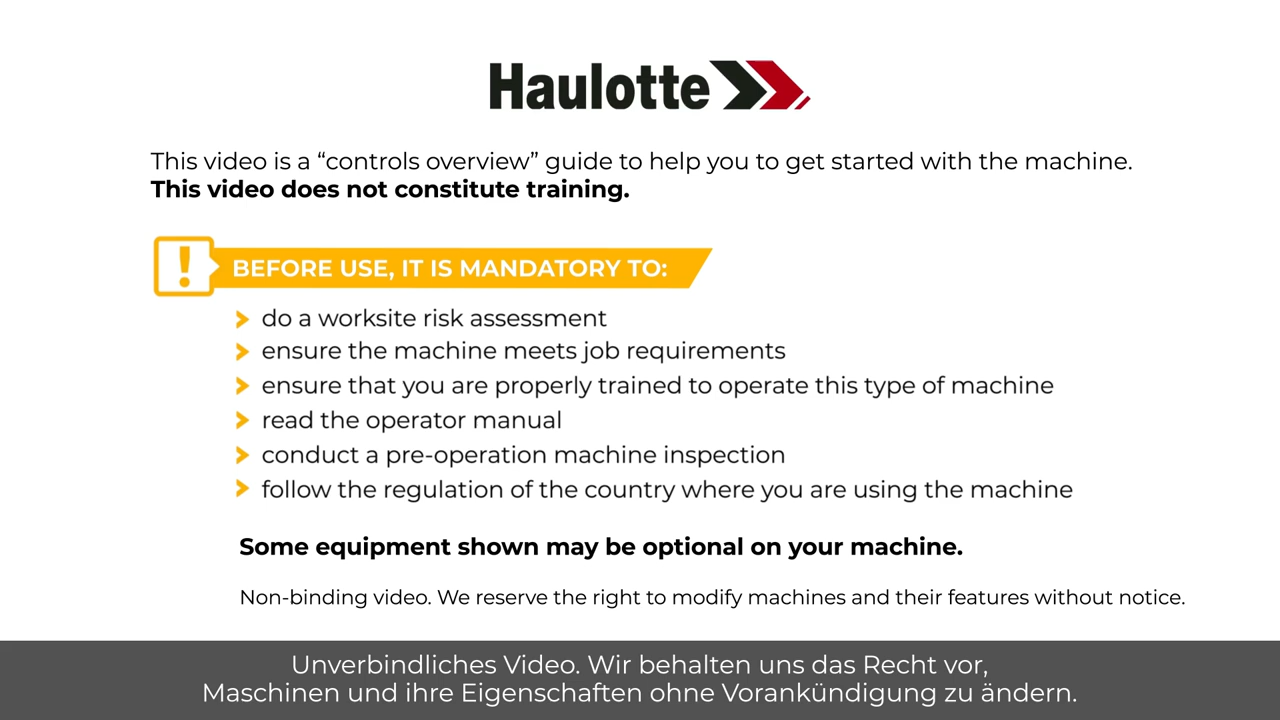 Haulotte
This video is a “controls overview” guide to help you to get started with the machine.
This video does not constitute training.
! BEFORE USE, IT IS MANDATORY TO:
do a worksite risk assessment
ensure the machine meets job requirements
ensure that you are properly trained to operate this type of machine
read the operator manual
conduct a pre-operation machine inspection
follow the regulation of the country where you are using the machine
Some equipment shown may be optional on your machine.
Non-binding video. We reserve the right to modify machines and their features without notice.
Unverbindliches Video. Wir behalten uns das Recht vor,
Maschinen und ihre Eigenschaften ohne Vorankündigung zu ändern.